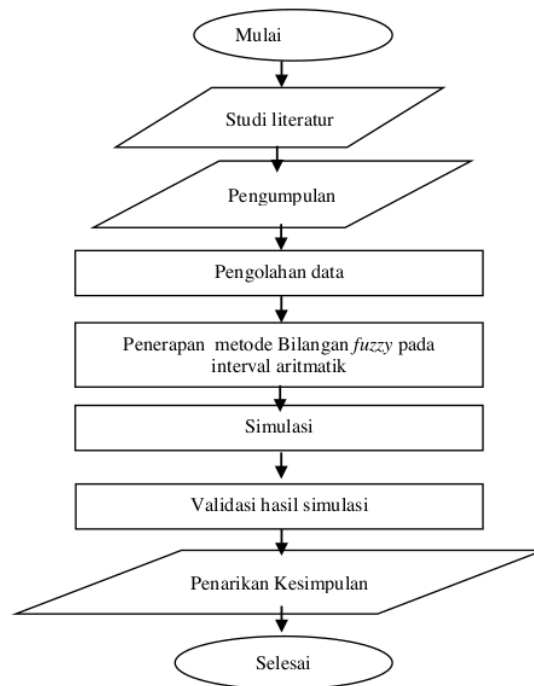 Mulai
Studi literatur
Pengumpulan
Pengolahan data
Penerapan metode Bilangan fuzzy pada
interval aritmatik
Simulasi
Validasi hasil simulasi
Penarikan Kesimpulan
Selesai